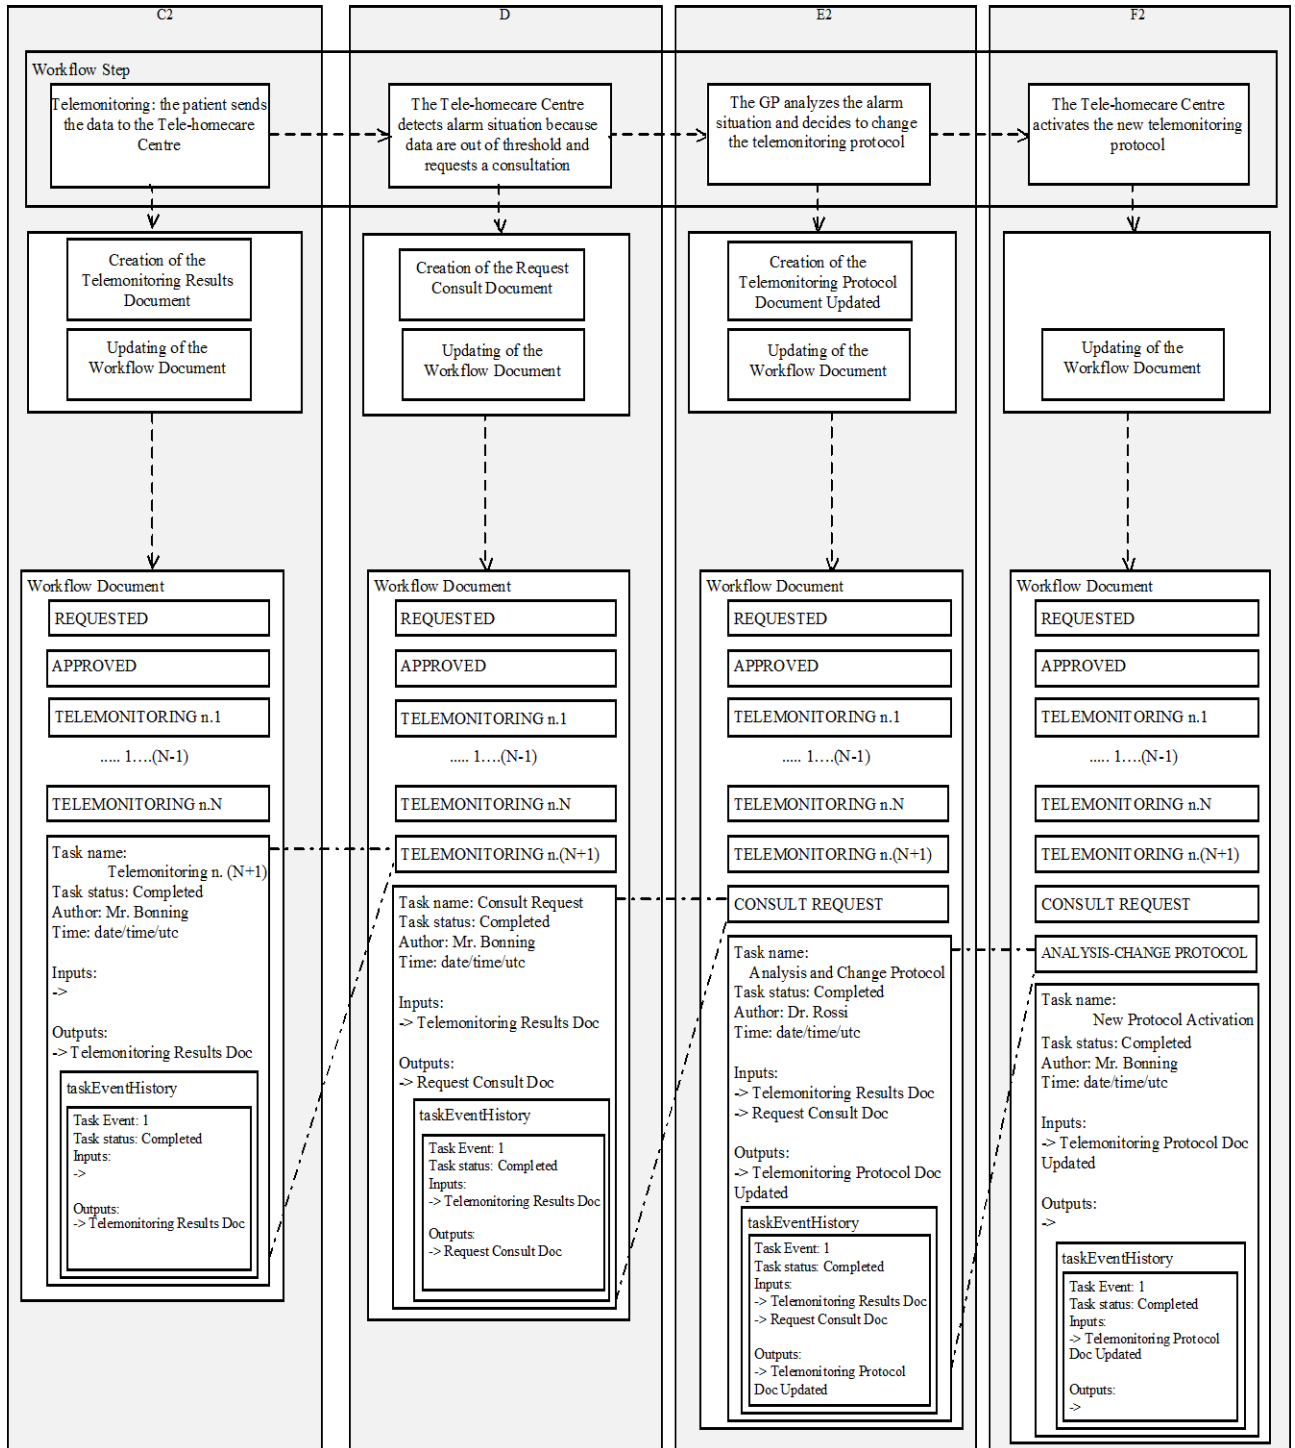 C2
D
E2
F2
Workflow Step
Telemonitoring: the patient sends
the data to the Tele-homecare
Centre
The Tele-homecare Centre
detects alarm situation because
data are out of threshold and
requests a consultation
The GP analyzes the alarm
situation and decides to change
the telemonitoring protocol
The Tele-homecare Centre
activates the new telemonitoring
protocol
Creation of the
Telemonitoring Results
Document
Updating of the
Workflow Document
Creation of the Request
Consult Document
Updating of the
Workflow Document
Creation of the
Telemonitoring Protocol
Document Updated
Updating of the
Workflow Document
Updating of the
Workflow Document
Workflow Document
REQUESTED
APPROVED
TELEMONITORING n.1
..... 1....(N-1)
TELEMONITORING n.N
Task name:
Telemonitoring n. (N+1)
Task status: Completed
Author: Mr. Bonning
Time: date/time/utc
Inputs:
->
Outputs:
-> Telemonitoring Results Doc
taskEventHistory
Task Event: 1
Task status: Completed
Inputs:
->
Outputs:
-> Telemonitoring Results Doc
Workflow Document
REQUESTED
APPROVED
TELEMONITORING n.1
..... 1....(N-1)
TELEMONITORING n.N
TELEMONITORING n.(N+1)
Task name: Consult Request
Task status: Completed
Author: Mr. Bonning
Time: date/time/utc
Inputs:
-> Telemonitoring Results Doc
Outputs:
-> Request Consult Doc
taskEventHistory
Task Event: 1
Task status: Completed
Inputs:
-> Telemonitoring Results Doc
Outputs:
-> Request Consult Doc
Workflow Document
REQUESTED
APPROVED
TELEMONITORING n.1
..... 1....(N-1)
TELEMONITORING n.N
TELEMONITORING n.(N+1)
CONSULT REQUEST
Task name:
Analysis and Change Protocol
Task status: Completed
Author: Dr. Rossi
Time: date/time/utc
Inputs:
-> Telemonitoring Results Doc
-> Request Consult Doc
Outputs:
-> Telemonitoring Protocol Doc
Updated
taskEventHistory
Task Event: 1
Task status: Completed
Inputs:
-> Telemonitoring Results Doc
-> Request Consult Doc
Outputs:
-> Telemonitoring Protocol
Doc Updated
Workflow Document
REQUESTED
APPROVED
TELEMONITORING n.1
..... 1....(N-1)
TELEMONITORING n.N
TELEMONITORING n.(N+1)
CONSULT REQUEST
ANALYSIS-CHANGE PROTOCOL
Task name:
New Protocol Activation
Task status: Completed
Author: Mr. Bonning
Time: date/time/utc
Inputs:
-> Telemonitoring Protocol Doc
Updated
Outputs:
->
taskEventHistory
Task Event: 1
Task status: Completed
Inputs:
-> Telemonitoring Protocol
Doc Updated
Outputs:
->